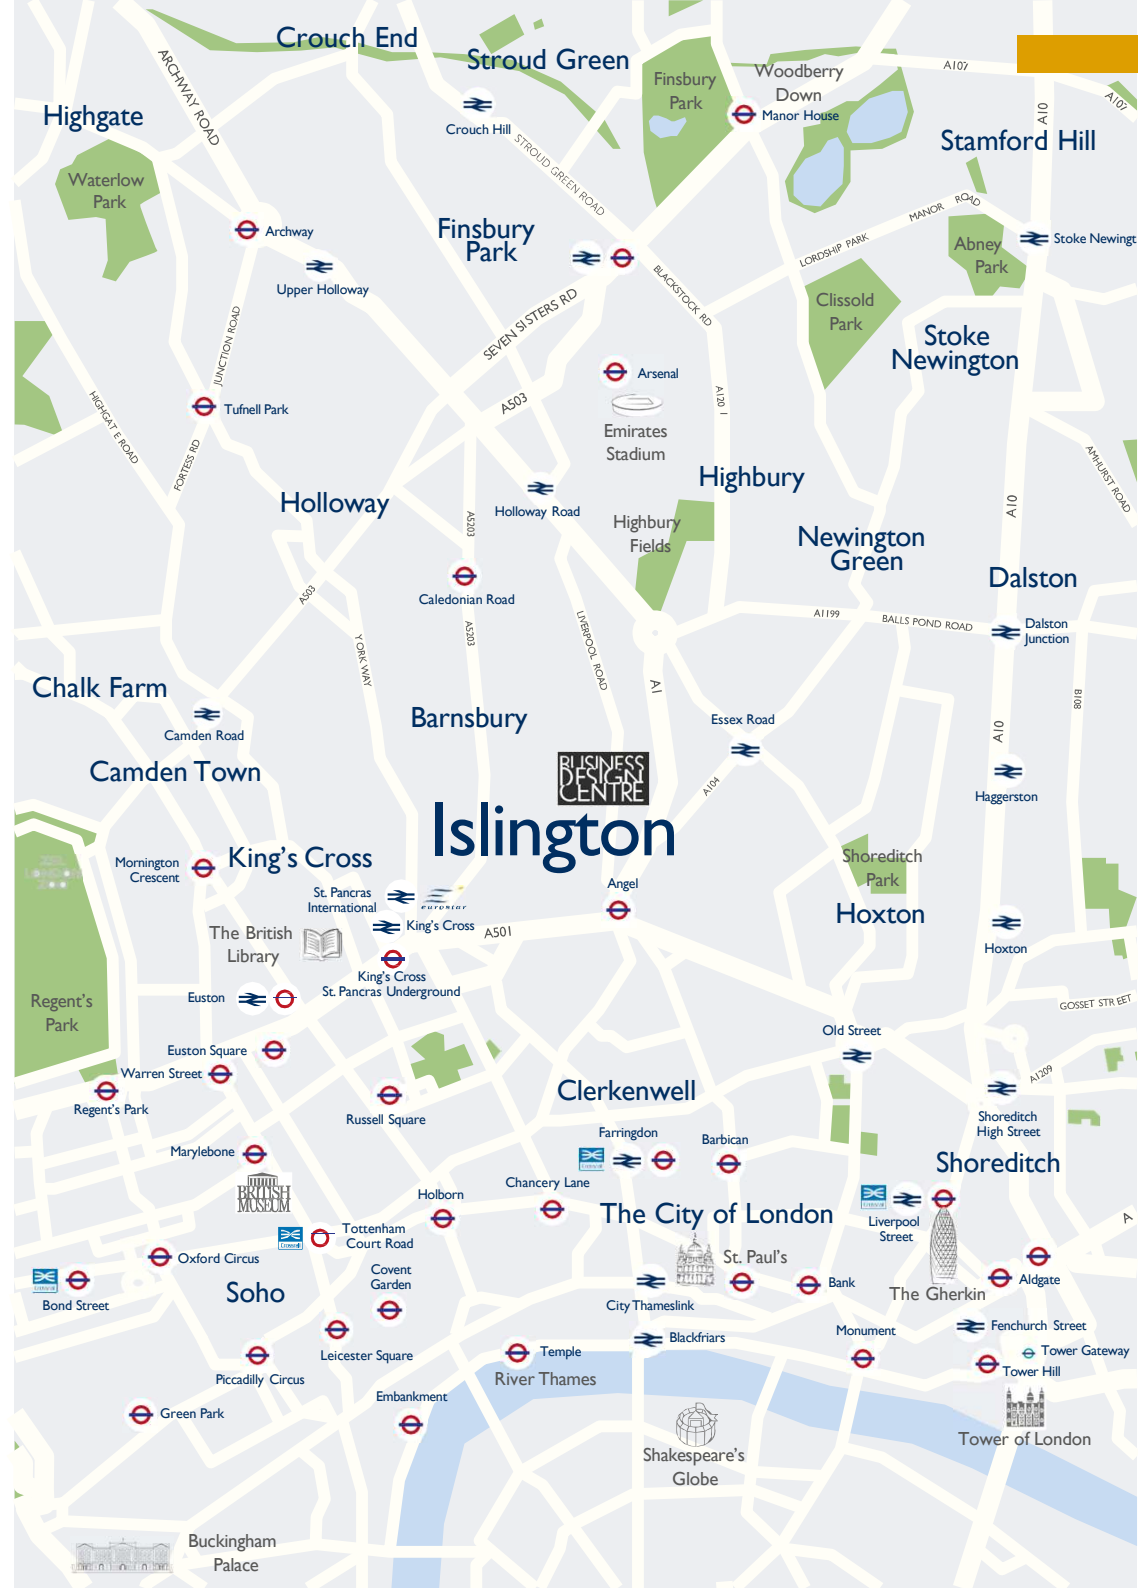 Crouch End
Stroud Green
Finsbury
Park
Woodberry
Down
A107
A107
ARCHWAY ROAD
Highgate
Crouch Hill
Manor House
A10
Stamford Hill
STROUD GREEN ROAD
Waterlow
Park
MANOR ROAD
Archway
Finsbury
Park
LORDSHIP PARK
Abney
Park
Stoke Newingt
Upper Holloway
BLACKSTOCK RD
Clissold
Park
SEVEN SISTERS RD
JUNCTION ROAD
Stoke
Newington
Arsenal
HIGHGATE ROAD
Tufnell Park
A503
A1201
Emirates
Stadium
FORTESS RD
Highbury
AMHURST ROAD
Holloway
Holloway Road
A5203
A10
Highbury
Fields
Newington
Green
Dalston
A503
Caledonian Road
LIVERPOOL ROAD
A1199
BALLS POND ROAD
Dalston
Junction
A5203
YORK WAY
Chalk Farm
A1
B108
Camden Road
Barnsbury
Essex Road
A10
Camden Town
BUSINESS
DESIGN
CENTRE
A104
Haggerston
Islington
ZSL
LONDON
ZOO
Mornington
Crescent
King's Cross
Shoreditch
Park
St. Pancras
International
eurostar
Angel
Hoxton
King's Cross
A501
The British
Library
Hoxton
King's Cross
St. Pancras Underground
Regent's
Park
Euston
GOSSET STREET
Old Street
Euston Square
Warren Street
A1209
Regent's Park
Russell Square
Clerkenwell
Shoreditch
High Street
Farringdon
Barbican
Marylebone
Crossrail
Shoreditch
BRITISH
MUSEUM
Chancery Lane
Holborn
The City of London
Crossrail
Liverpool
Street
A
Tottenham
Court Road
Crossrail
Oxford Circus
St. Paul's
Covent
Garden
Crossrail
Bond Street
Soho
Bank
Aldgate
The Gherkin
City Thameslink
Fenchurch Street
Monument
Blackfriars
Leicester Square
Temple
Tower Gateway
Tower Hill
Piccadilly Circus
River Thames
Embankment
Green Park
Tower of London
Shakespeare's
Globe
Buckingham
Palace